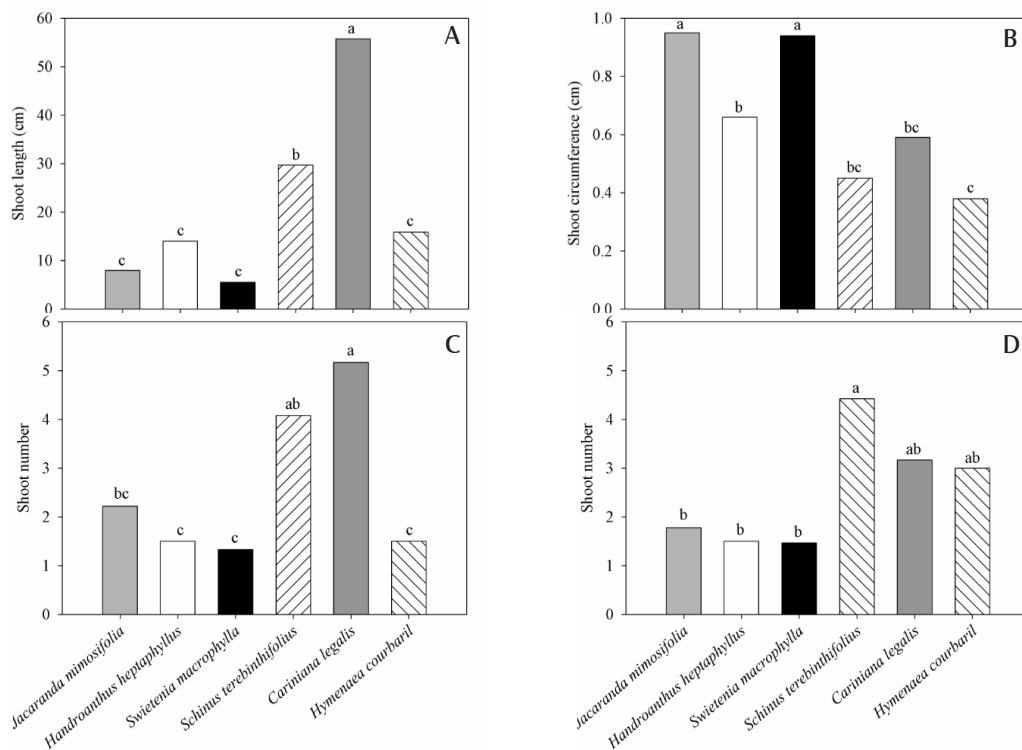 A
Shoot length (cm)
60
50
40
30
20
10
0
c
c
c
b
a
c
B
Shoot circumference (cm)
1.0
0.8
0.6
0.4
0.2
0.0
a
b
a
bc
bc
c
C
Shoot number
6
5
4
3
2
1
0
bc
c
c
ab
a
c
Jacaranda mimosifolia
Handroanthus heptaphyllus
Swietenia macrophylla
Schinus terebinthifolius
Cariniana legalis
Hymenaea courbaril
D
Shoot number
6
5
4
3
2
1
0
b
b
b
a
ab
ab
Jacaranda mimosifolia
Handroanthus heptaphyllus
Swietenia macrophylla
Schinus terebinthifolius
Cariniana legalis
Hymenaea courbaril